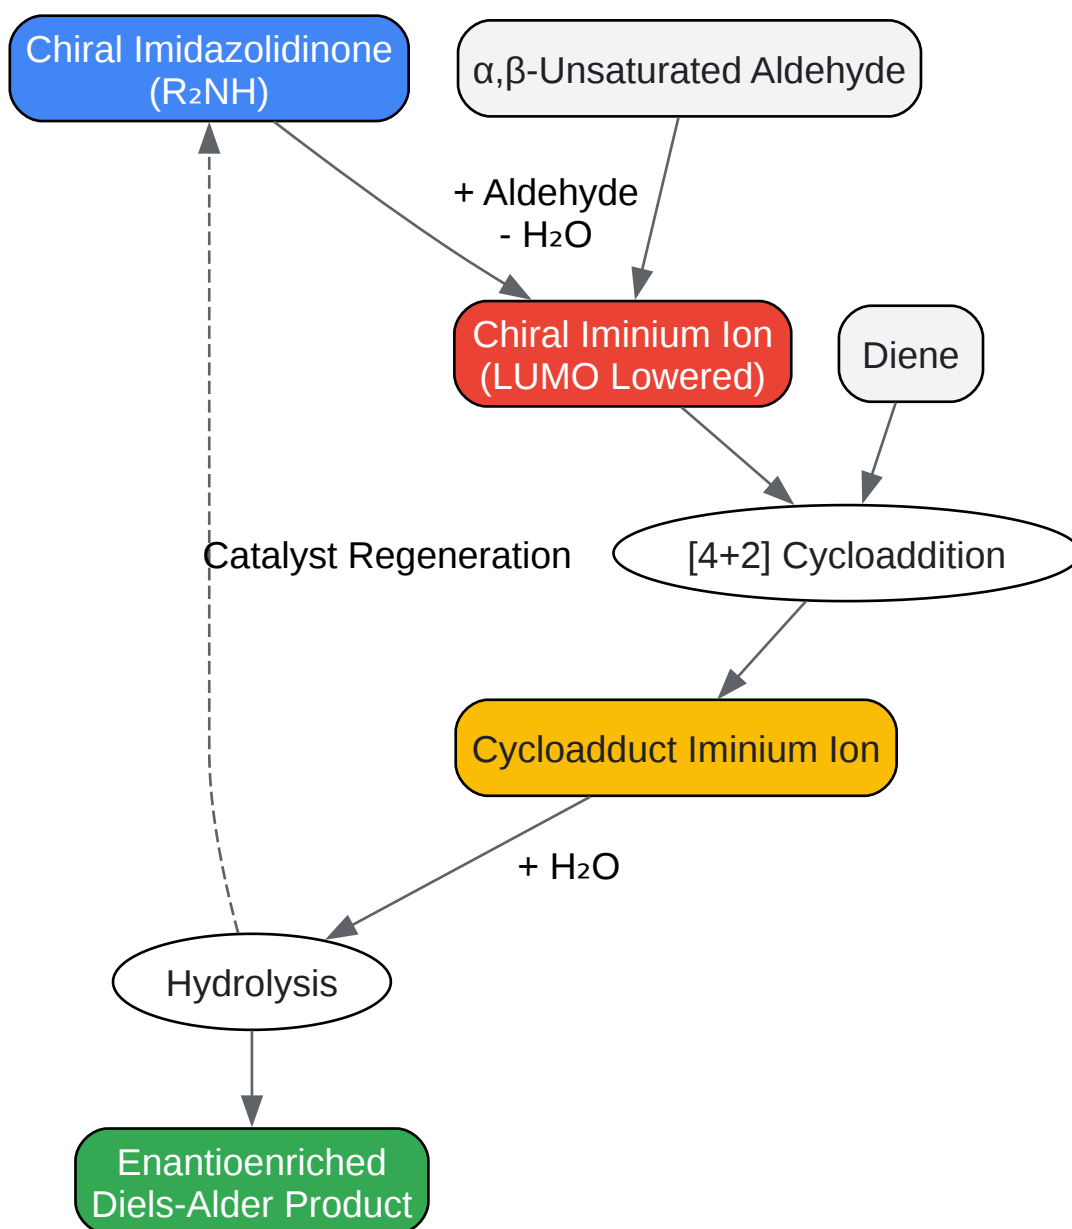 Chiral Imidazolidinone
(R₂NH)
α,β-Unsaturated Aldehyde
+ Aldehyde
- H₂O
Chiral Iminium Ion
(LUMO Lowered)
Diene
Catalyst Regeneration
[4+2] Cycloaddition
Cycloadduct Iminium Ion
+ H₂O
Hydrolysis
Enantioenriched
Diels-Alder Product